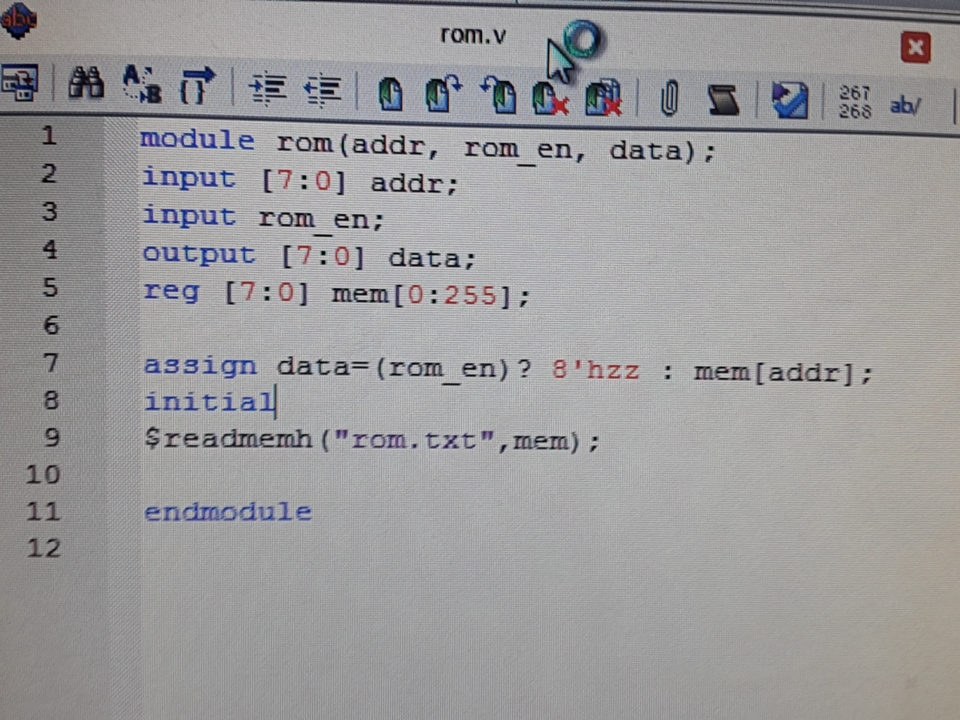 abc
rom.v
A
B
{}
267
268
ab/
1 module rom(addr, rom_en, data);
2 input [7:0] addr;
3 input rom_en;
4 output [7:0] data;
5 reg [7:0] mem[0:255];
6
7 assign data=(rom_en)? 8'hzz : mem[addr];
8 initial
9 $readmemh("rom.txt",mem);
10
11 endmodule
12